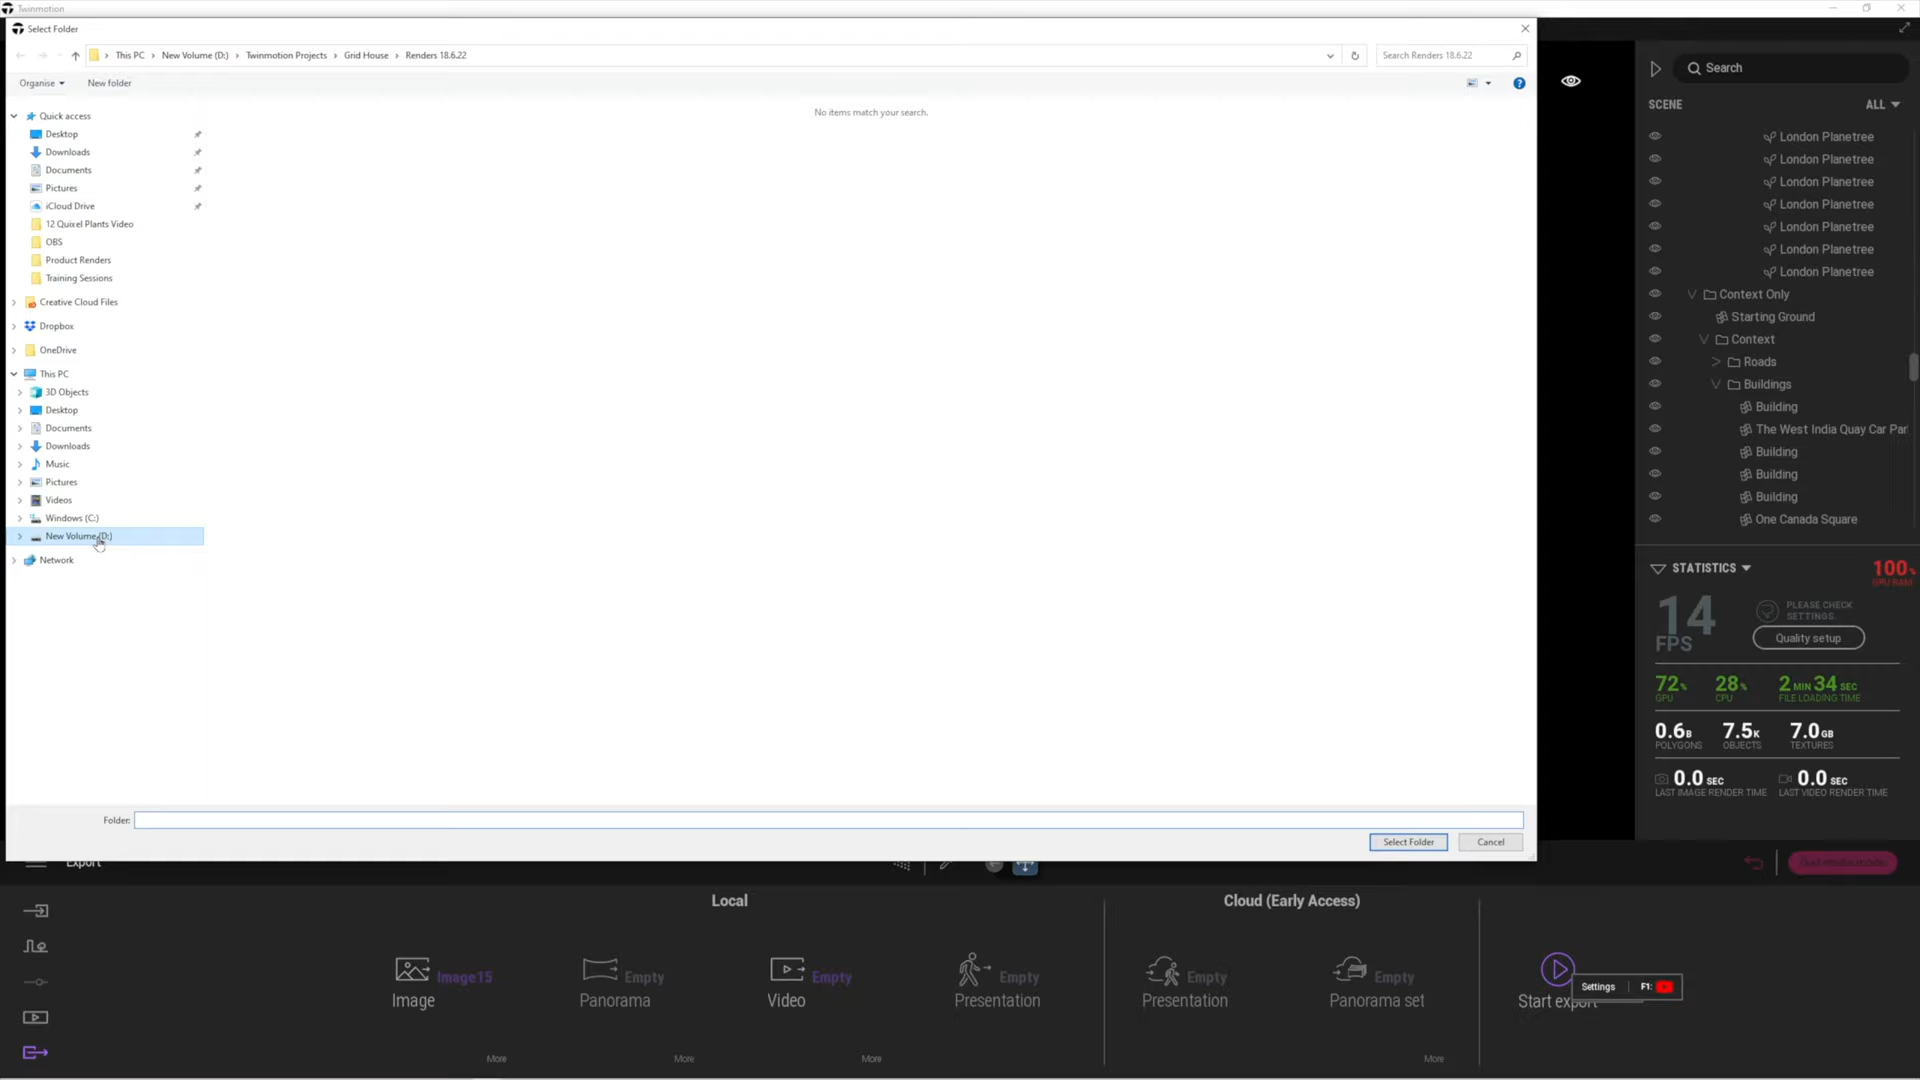 Twinmotion
Select Folder
This PC > New Volume (D:) > Twinmotion Projects > Grid House > Renders 18.6.22
Search Renders 18.6.22
Organise
New folder
No items match your search.
Quick access
Desktop
Downloads
Documents
Pictures
iCloud Drive
12 Quixel Plants Video
OBS
Product Renders
Training Sessions
Creative Cloud Files
Dropbox
OneDrive
This PC
3D Objects
Desktop
Documents
Downloads
Music
Pictures
Videos
Windows (C:)
New Volume (D:)
Network
Folder:
Select Folder
Cancel
Search
SCENE
ALL
London Planetree
London Planetree
London Planetree
London Planetree
London Planetree
London Planetree
London Planetree
Context Only
Starting Ground
Context
Roads
Buildings
Building
The West India Quay Car Par
Building
Building
Building
One Canada Square
STATISTICS
100%
GPU RAM
14
FPS
PLEASE CHECK
SETTINGS
Quality setup
72% 28% 2 MIN 34 SEC
GPU CPU FILE LOADING TIME
0.6B 7.5K 7.0GB
POLYGONS OBJECTS TEXTURES
0.0 SEC 0.0 SEC
LAST IMAGE RENDER TIME LAST VIDEO RENDER TIME
Export
Local
Cloud (Early Access)
Image15
Image
Empty
Panorama
Empty
Video
Empty
Presentation
Empty
Presentation
Empty
Panorama set
Start export
Settings F1:
More
More
More
More